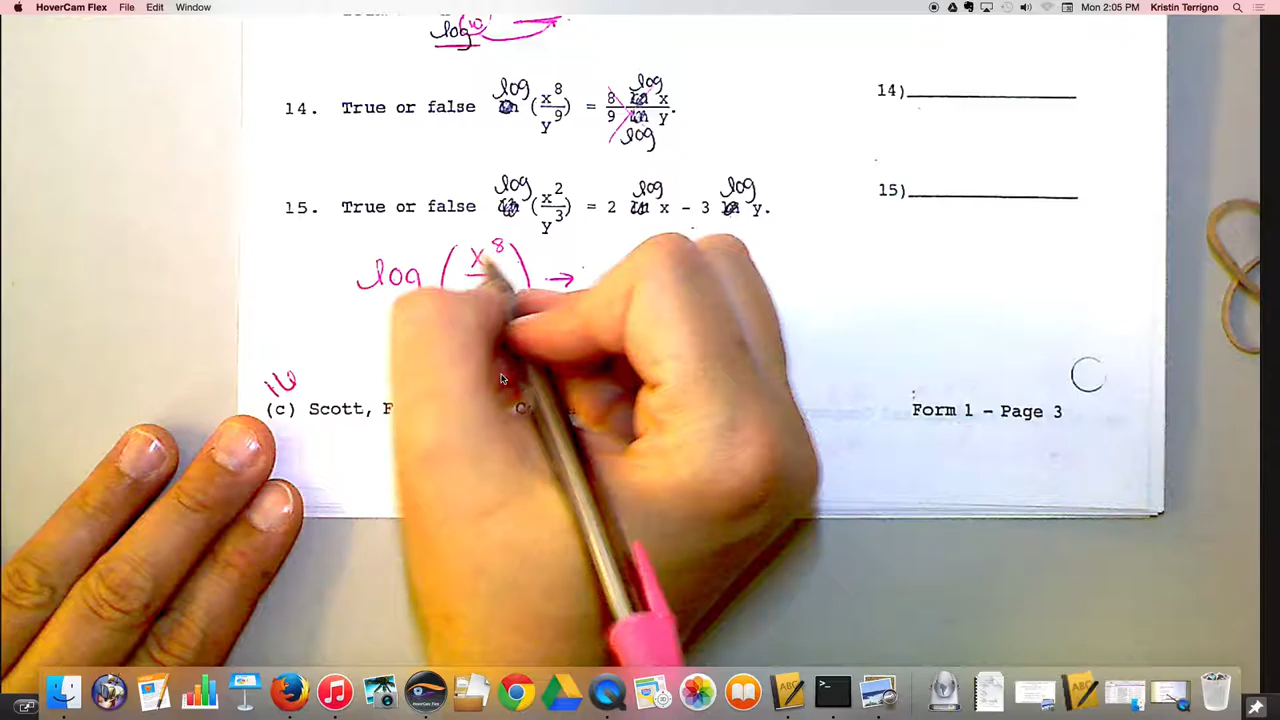 HoverCam Flex File Edit Window Mon 2:05 PM Kristin Terrigno
log
14. True or false log (x^8/y^9) = 8 log x / 9 log y. 14)
15. True or false log (x^2/y^3) = 2 log x - 3 log y. 15)
log (x^8 →
16
(c) Scott, F
Form 1 - Page 3